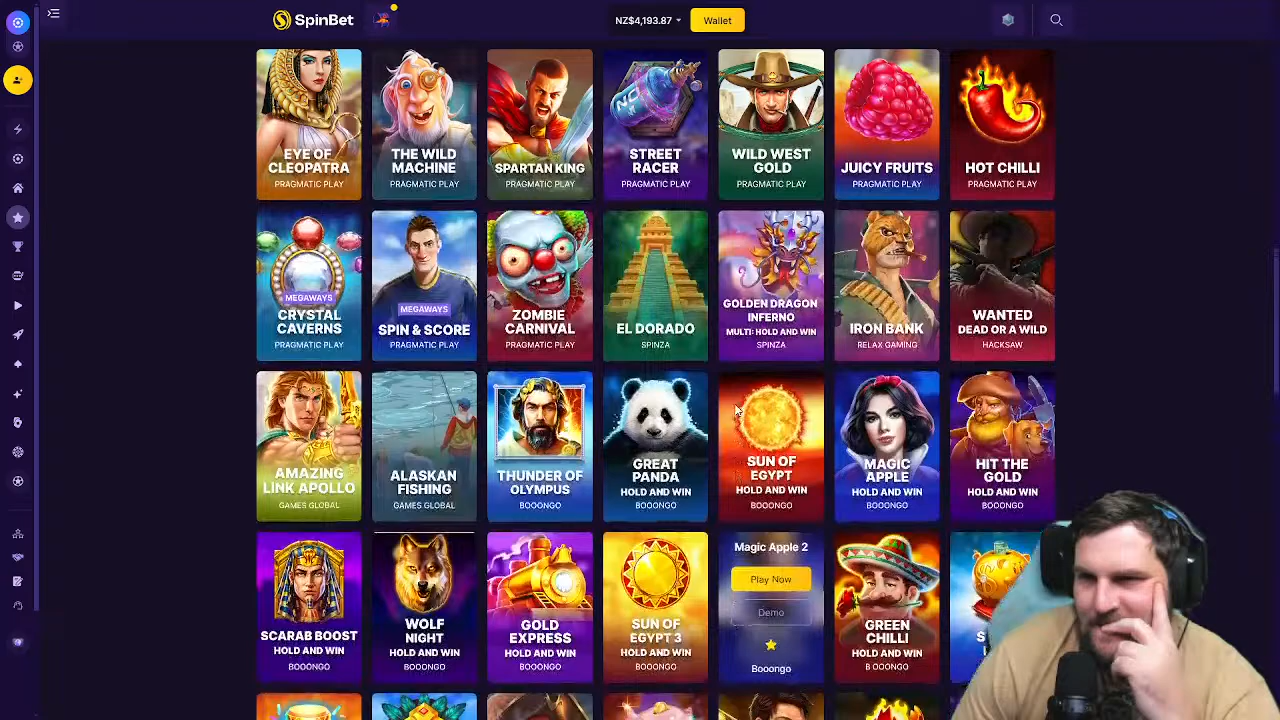 SpinBet
NZ$4,193.87
Wallet
EYE OF
CLEOPATRA
PRAGMATIC PLAY
THE WILD
MACHINE
PRAGMATIC PLAY
SPARTAN KING
PRAGMATIC PLAY
STREET
RACER
PRAGMATIC PLAY
WILD WEST
GOLD
PRAGMATIC PLAY
JUICY FRUITS
PRAGMATIC PLAY
HOT CHILLI
PRAGMATIC PLAY
MEGAWAYS
CRYSTAL
CAVERNS
PRAGMATIC PLAY
MEGAWAYS
SPIN & SCORE
PRAGMATIC PLAY
ZOMBIE
CARNIVAL
PRAGMATIC PLAY
EL DORADO
SPINZA
GOLDEN DRAGON
INFERNO
MULTI: HOLD AND WIN
SPINZA
IRON BANK
RELAX GAMING
WANTED
DEAD OR A WILD
HACKSAW
AMAZING
LINK APOLLO
GAMES GLOBAL
ALASKAN
FISHING
GAMES GLOBAL
THUNDER OF
OLYMPUS
BOOONGO
GREAT
PANDA
HOLD AND WIN
BOOONGO
SUN OF
EGYPT
HOLD AND WIN
BOOONGO
MAGIC
APPLE
HOLD AND WIN
BOOONGO
HIT THE
GOLD
HOLD AND WIN
BOOONGO
SCARAB BOOST
HOLD AND WIN
BOOONGO
WOLF
NIGHT
HOLD AND WIN
BOOONGO
GOLD
EXPRESS
HOLD AND WIN
BOOONGO
SUN OF
EGYPT 3
HOLD AND WIN
BOOONGO
Magic Apple 2
Play Now
Demo
Booongo
GREEN
CHILLI
HOLD AND WIN
B OOONGO